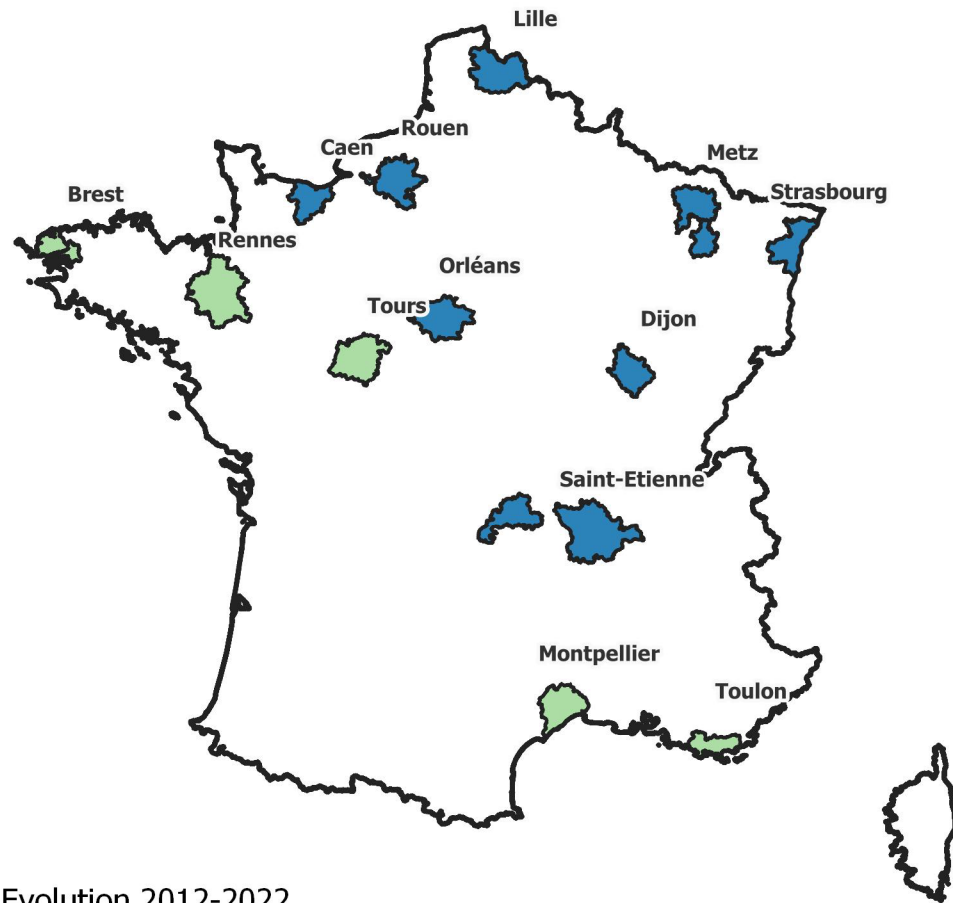 Lille
Rouen
Caen
Metz
Brest
Strasbourg
Rennes
Orléans
Tours
Dijon
Saint-Etienne
Montpellier
Toulon
Evolution 2012-2022